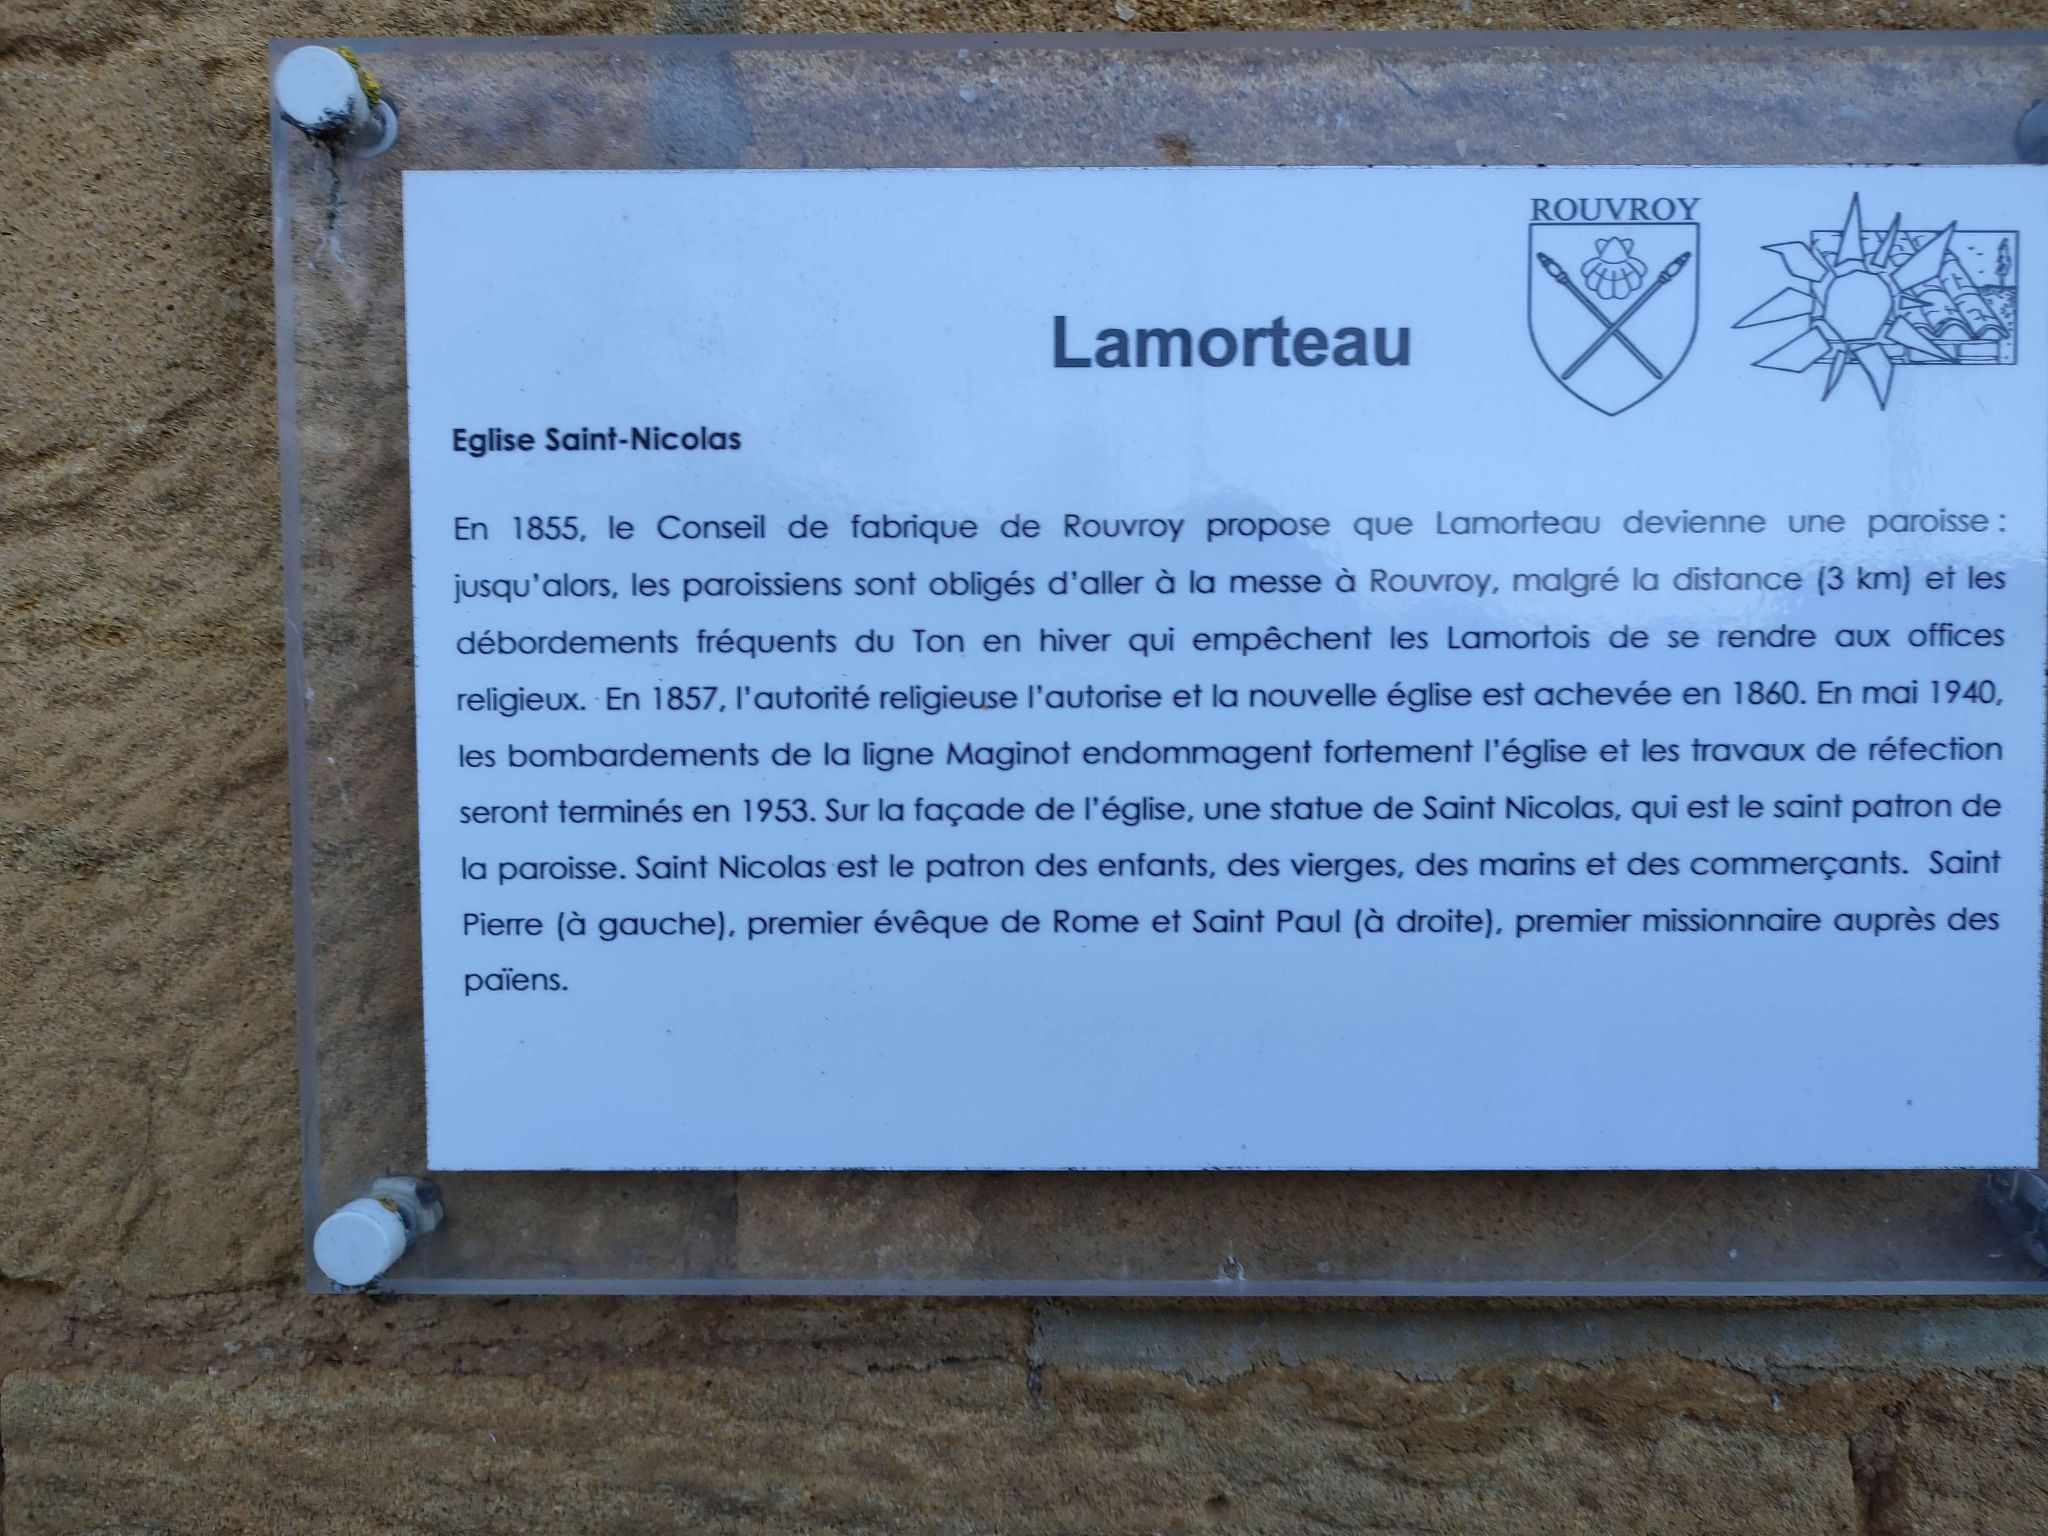 ROUVROY
Lamorteau
Eglise Saint-Nicolas
En 1855, le Conseil de fabrique de Rouvroy propose que Lamorteau devienne une paroisse :
jusqu'alors, les paroissiens sont obligés d'aller à la messe à Rouvroy, malgré la distance (3 km) et les
débordements fréquents du Ton en hiver qui empêchent les Lamortois de se rendre aux offices
religieux. En 1857, l'autorité religieuse l'autorise et la nouvelle église est achevée en 1860. En mai 1940,
les bombardements de la ligne Maginot endommagent fortement l'église et les travaux de réfection
seront terminés en 1953. Sur la façade de l'église, une statue de Saint Nicolas, qui est le saint patron de
la paroisse. Saint Nicolas est le patron des enfants, des vierges, des marins et des commerçants. Saint
Pierre (à gauche), premier évêque de Rome et Saint Paul (à droite), premier missionnaire auprès des
païens.